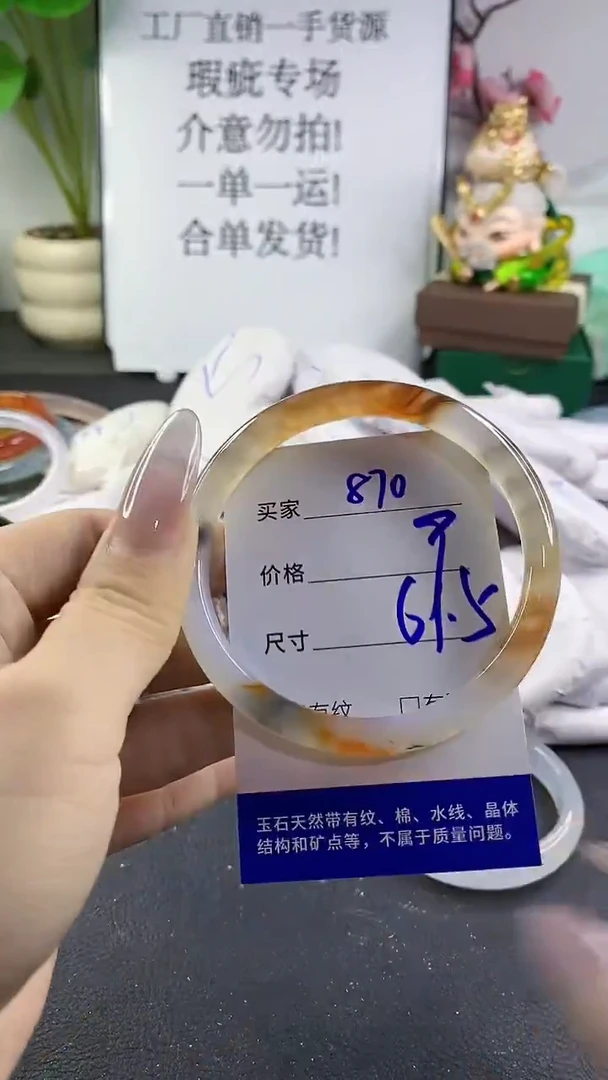 工厂直销一手货源
瑕疵专场
介意勿拍!
一单一运!
合单发货!
买家 870
价格
尺寸 61.5
有纹
玉石天然带有纹、棉、水线、晶体
结构和矿点等，不属于质量问题。